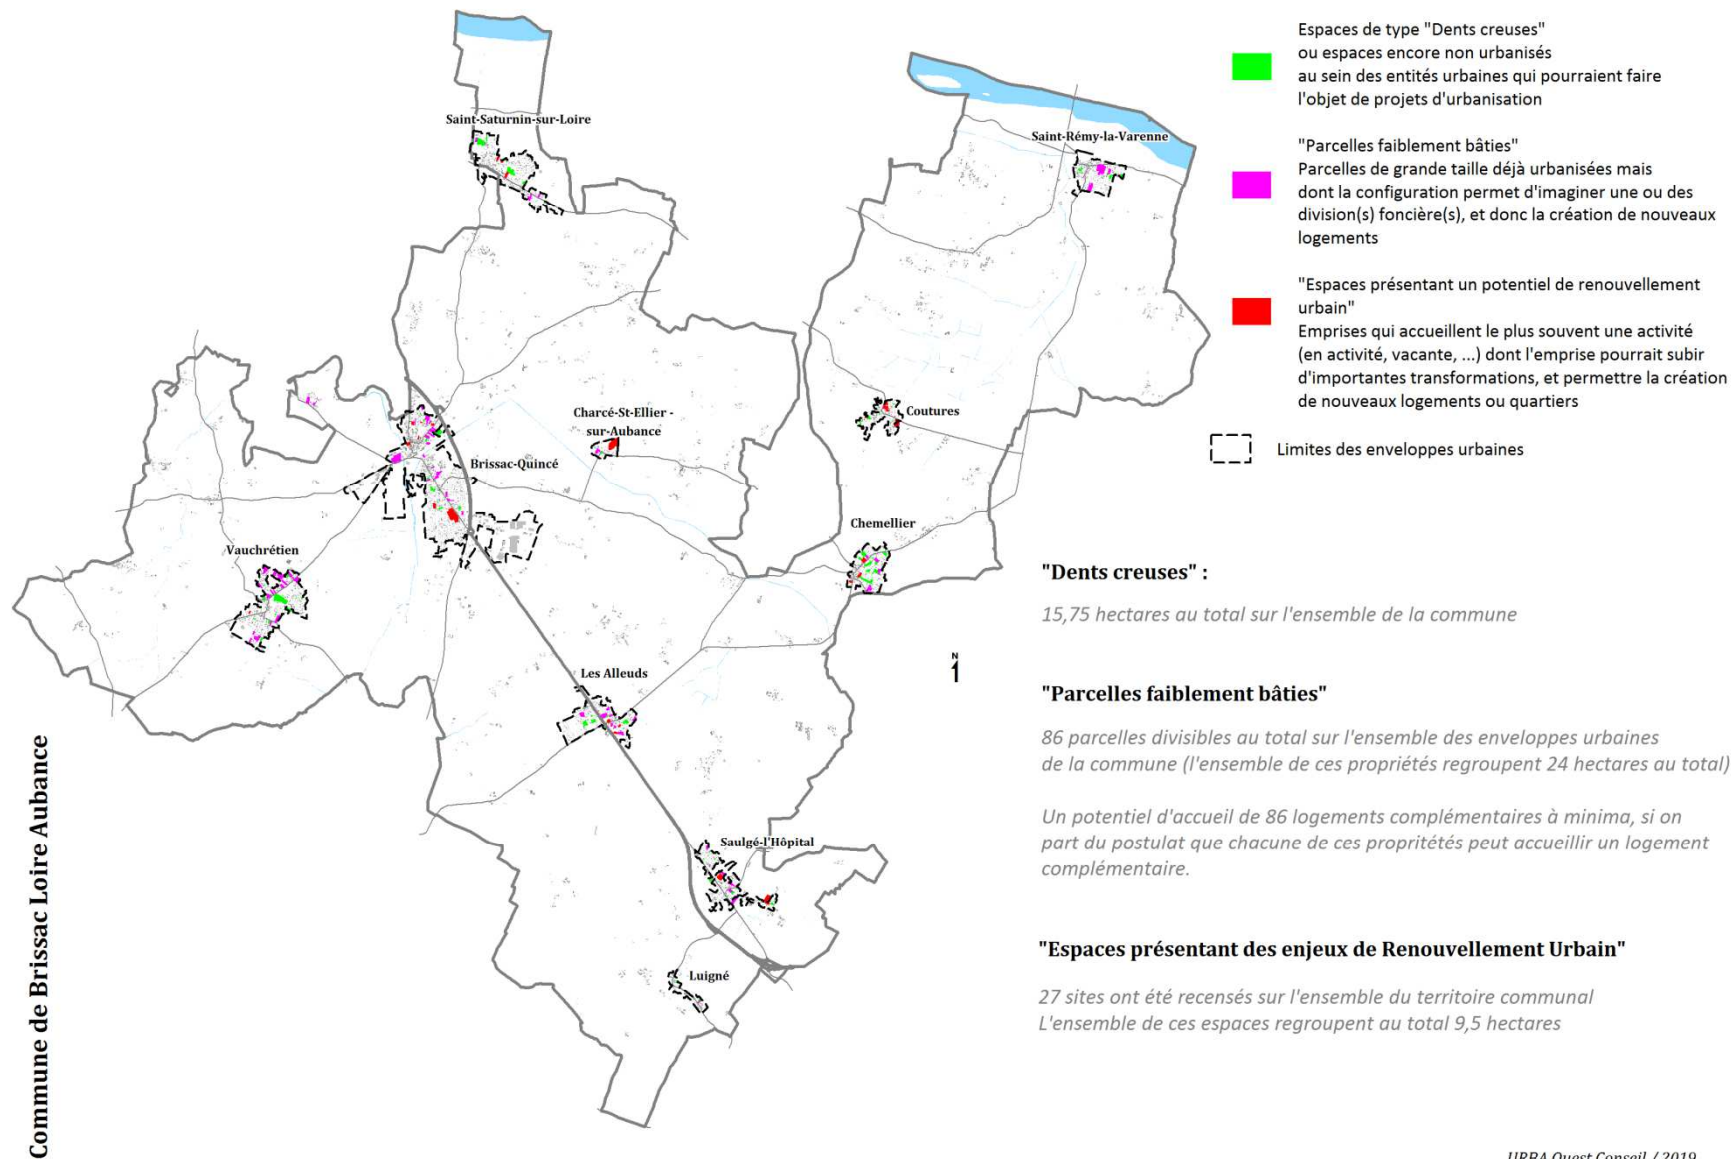 Espaces de type "Dents creuses"
ou espaces encore non urbanisés
au sein des entités urbaines qui pourraient faire
l'objet de projets d'urbanisation
"Parcelles faiblement bâties"
Parcelles de grande taille déjà urbanisées mais
dont la configuration permet d'imaginer une ou des
division(s) foncière(s), et donc la création de nouveaux
logements
"Espaces présentant un potentiel de renouvellement
urbain"
Emprises qui accueillent le plus souvent une activité
(en activité, vacante, ...) dont l'emprise pourrait subir
d'importantes transformations, et permettre la création
de nouveaux logements ou quartiers
Limites des enveloppes urbaines
Saint-Saturnin-sur-Loire
Saint-Rémy-la-Varenne
Charcé-St-Ellier -
sur-Aubance
Coutures
Brissac-Quincé
Chemellier
Vauchrétien
Les Alleuds
Saulgé-l'Hôpital
Luigné
N
1
"Dents creuses" :
15,75 hectares au total sur l'ensemble de la commune
"Parcelles faiblement bâties"
86 parcelles divisibles au total sur l'ensemble des enveloppes urbaines
de la commune (l'ensemble de ces propriétés regroupent 24 hectares au total)
Un potentiel d'accueil de 86 logements complémentaires à minima, si on
part du postulat que chacune de ces propritétés peut accueillir un logement
complémentaire.
"Espaces présentant des enjeux de Renouvellement Urbain"
27 sites ont été recensés sur l'ensemble du territoire communal
L'ensemble de ces espaces regroupent au total 9,5 hectares
Commune de Brissac Loire Aubance
URBA Ouest Conseil / 2019